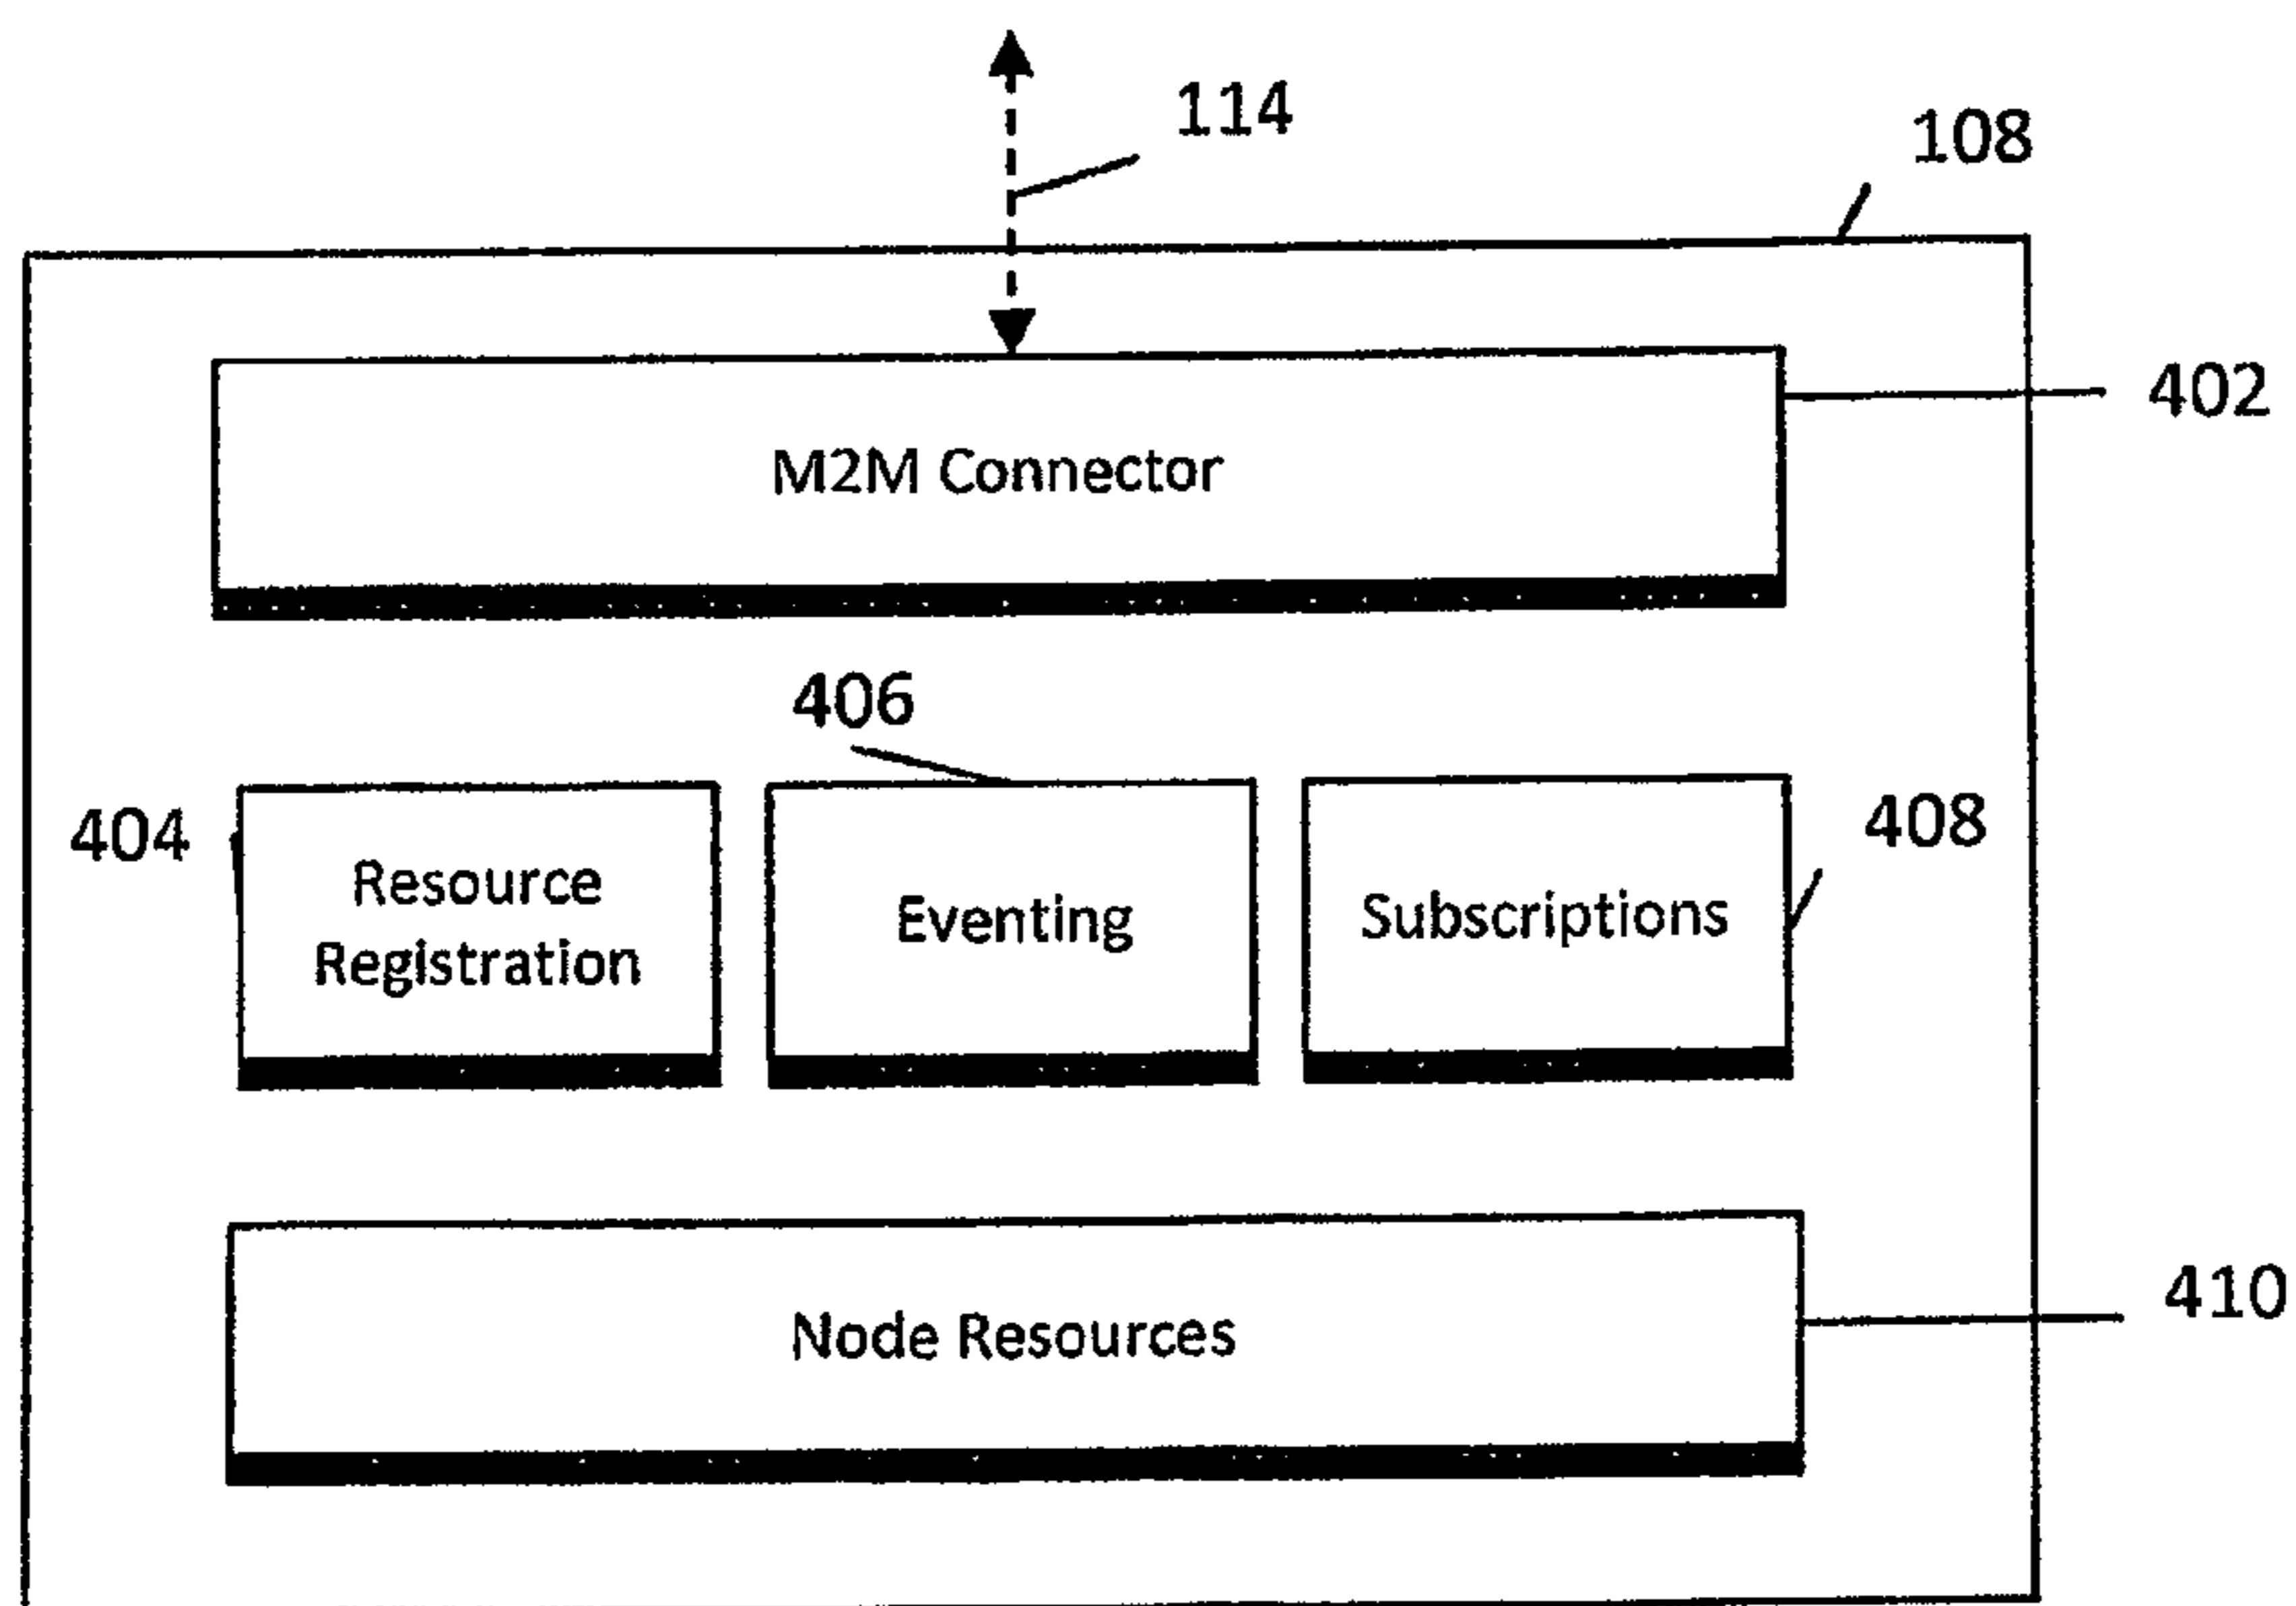 114
108
M2M Connector
402
406
404
Resource
Registration
Eventing
Subscriptions
408
Node Resources
410